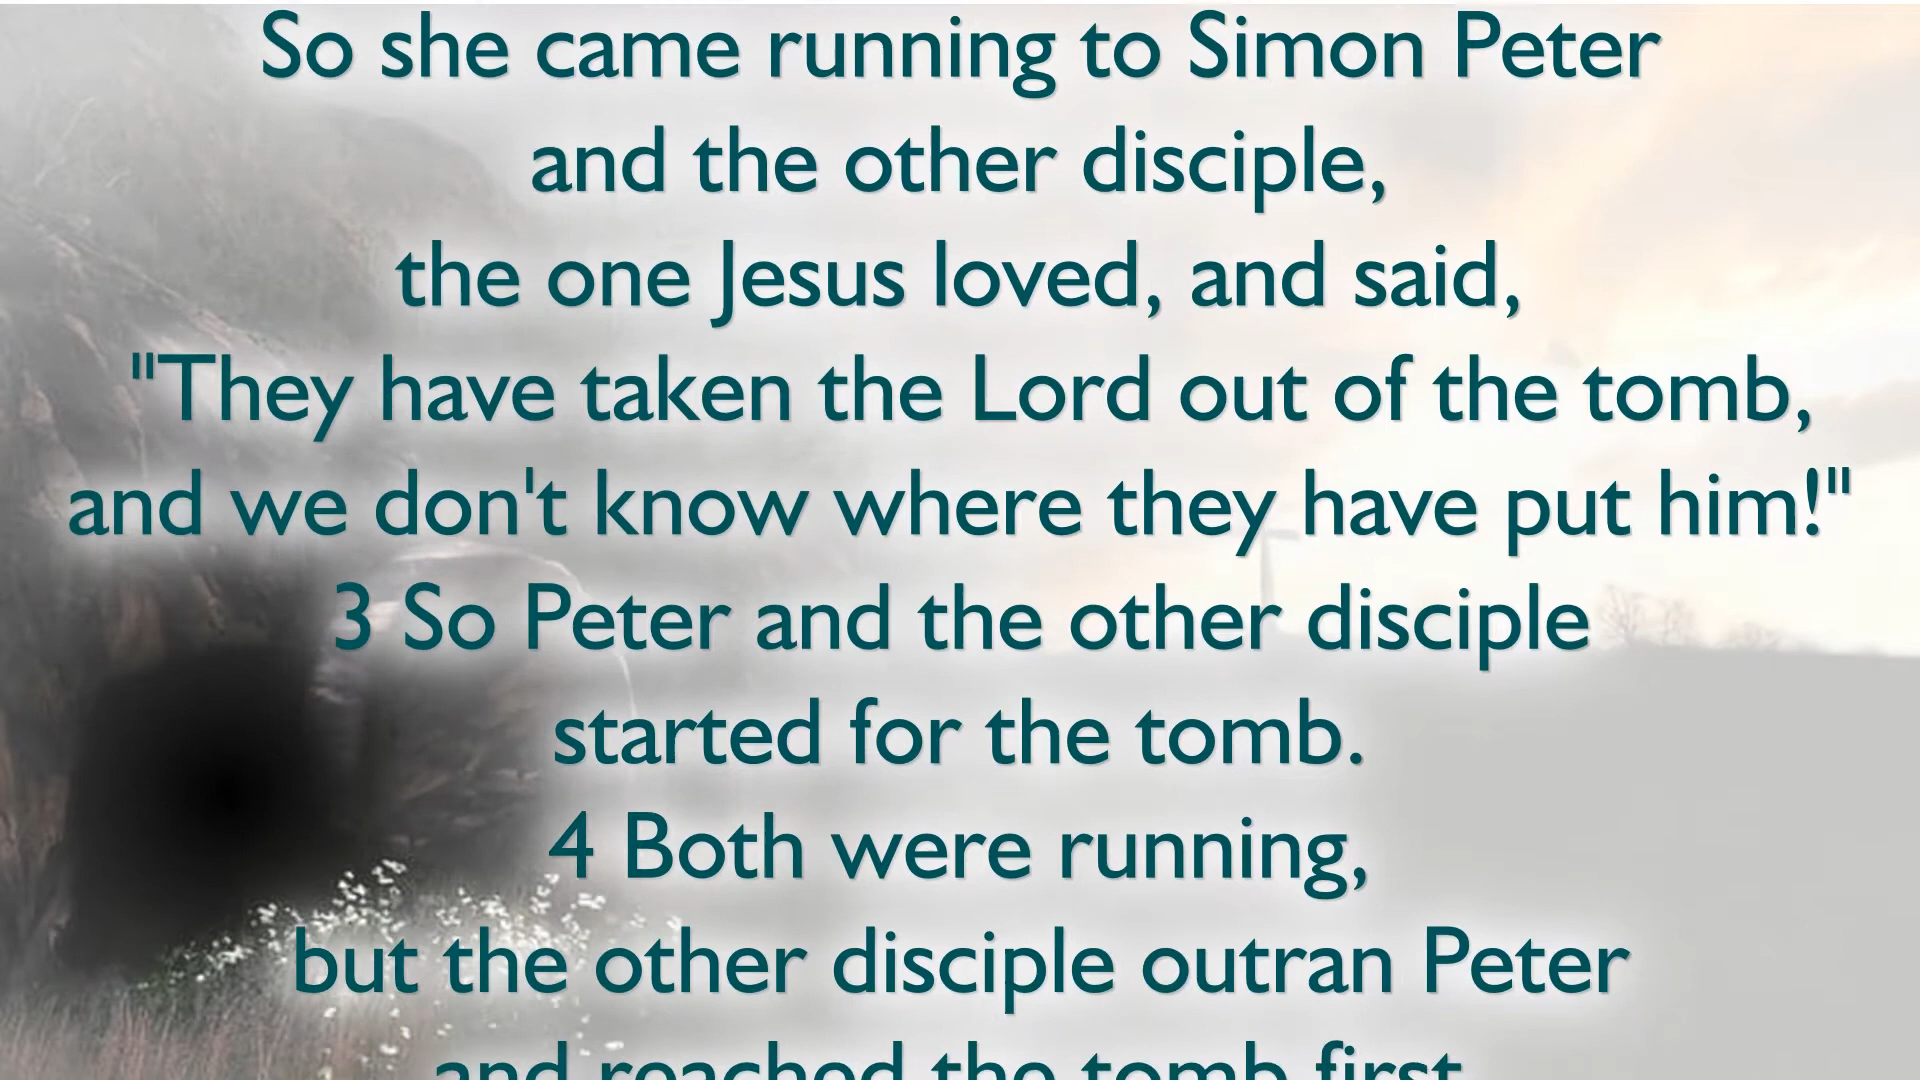 So she came running to Simon Peter
and the other disciple,
the one Jesus loved, and said,
"They have taken the Lord out of the tomb,
and we don't know where they have put him!"
3 So Peter and the other disciple
started for the tomb.
4 Both were running,
but the other disciple outran Peter
and reached the tomb first.